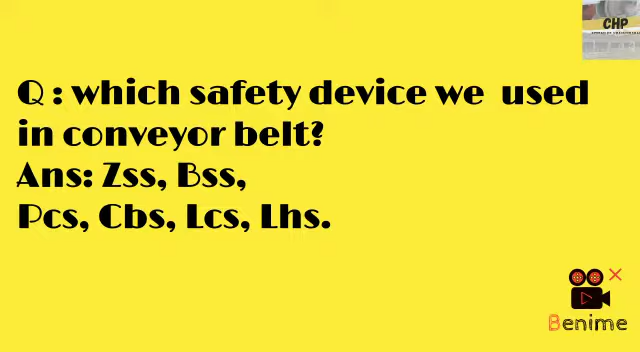 CHP
Q : which safety device we used
in conveyor belt?
Ans: Zss, Bss,
Pcs, Cbs, Lcs, Lhs.
Benime